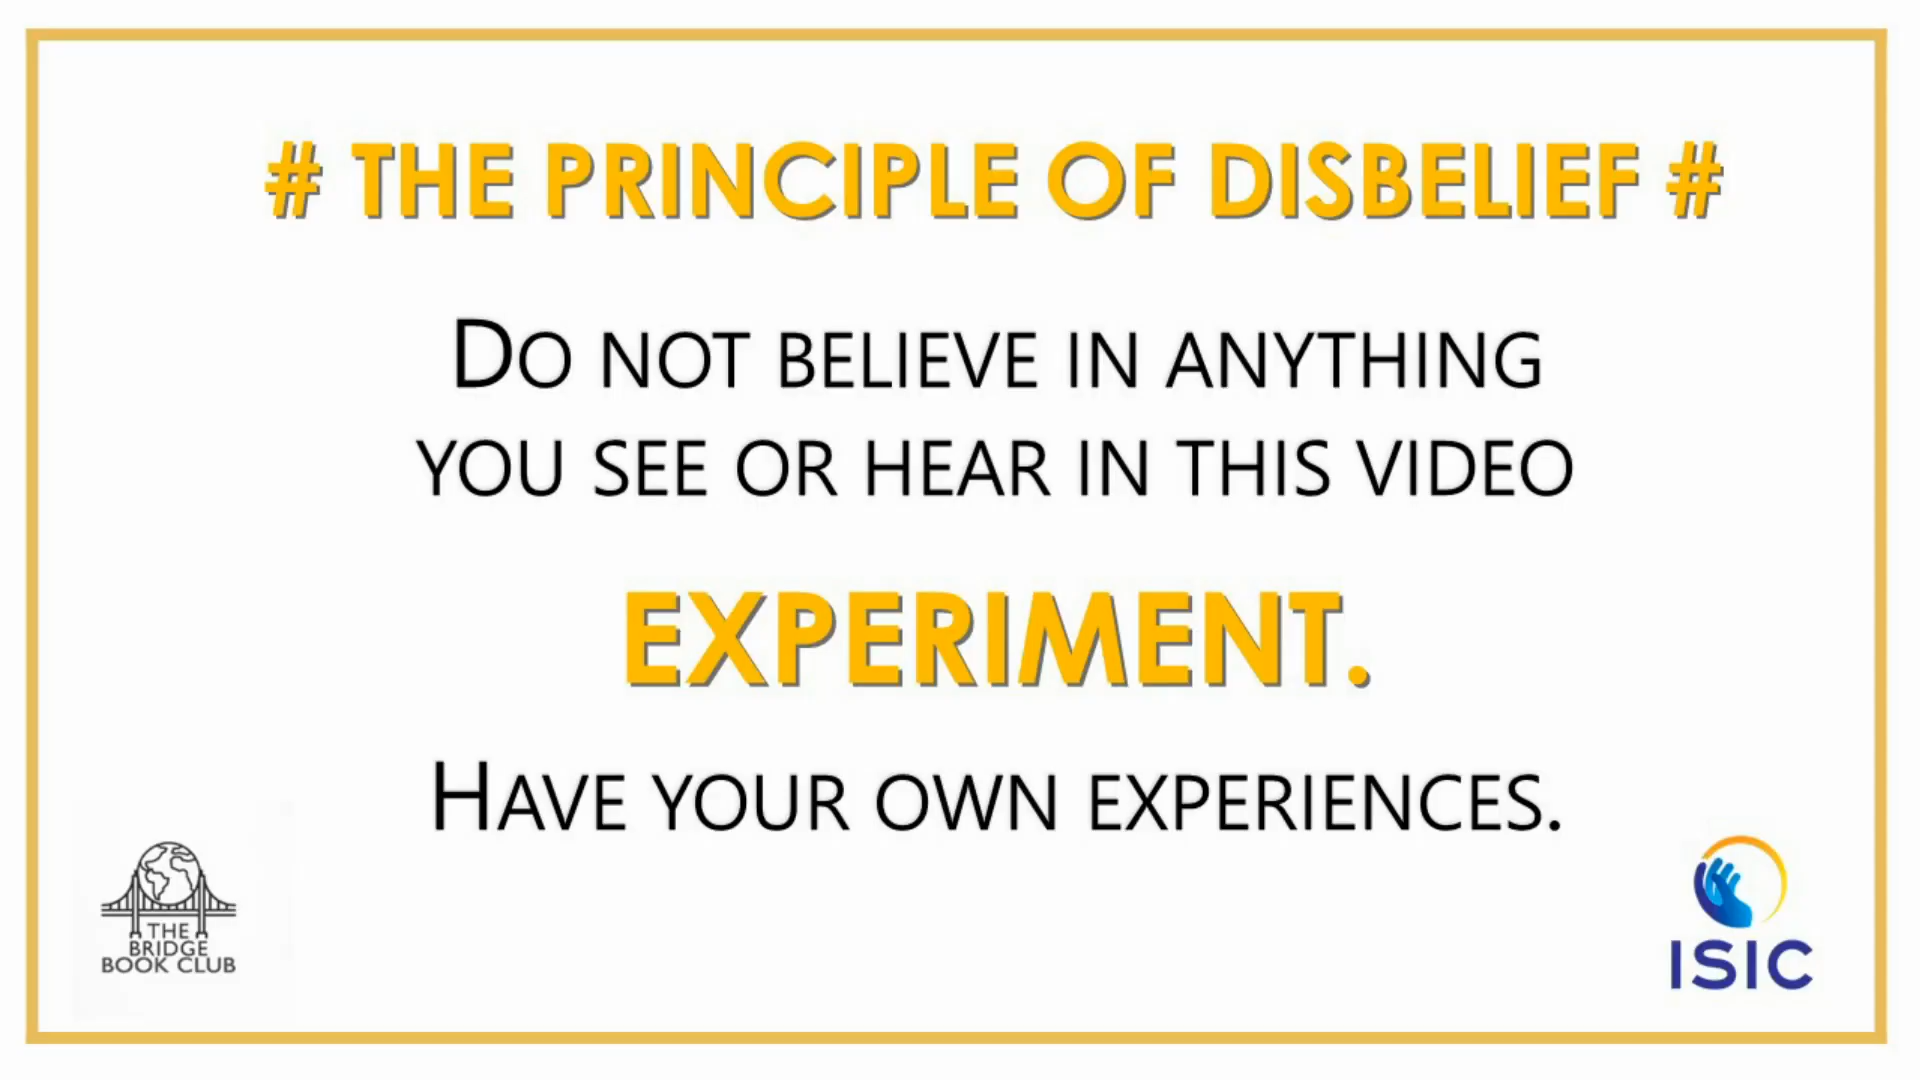 # THE PRINCIPLE OF DISBELIEF #
DO NOT BELIEVE IN ANYTHING
YOU SEE OR HEAR IN THIS VIDEO
EXPERIMENT.
HAVE YOUR OWN EXPERIENCES.
THE
BRIDGE
BOOK CLUB
ISIC